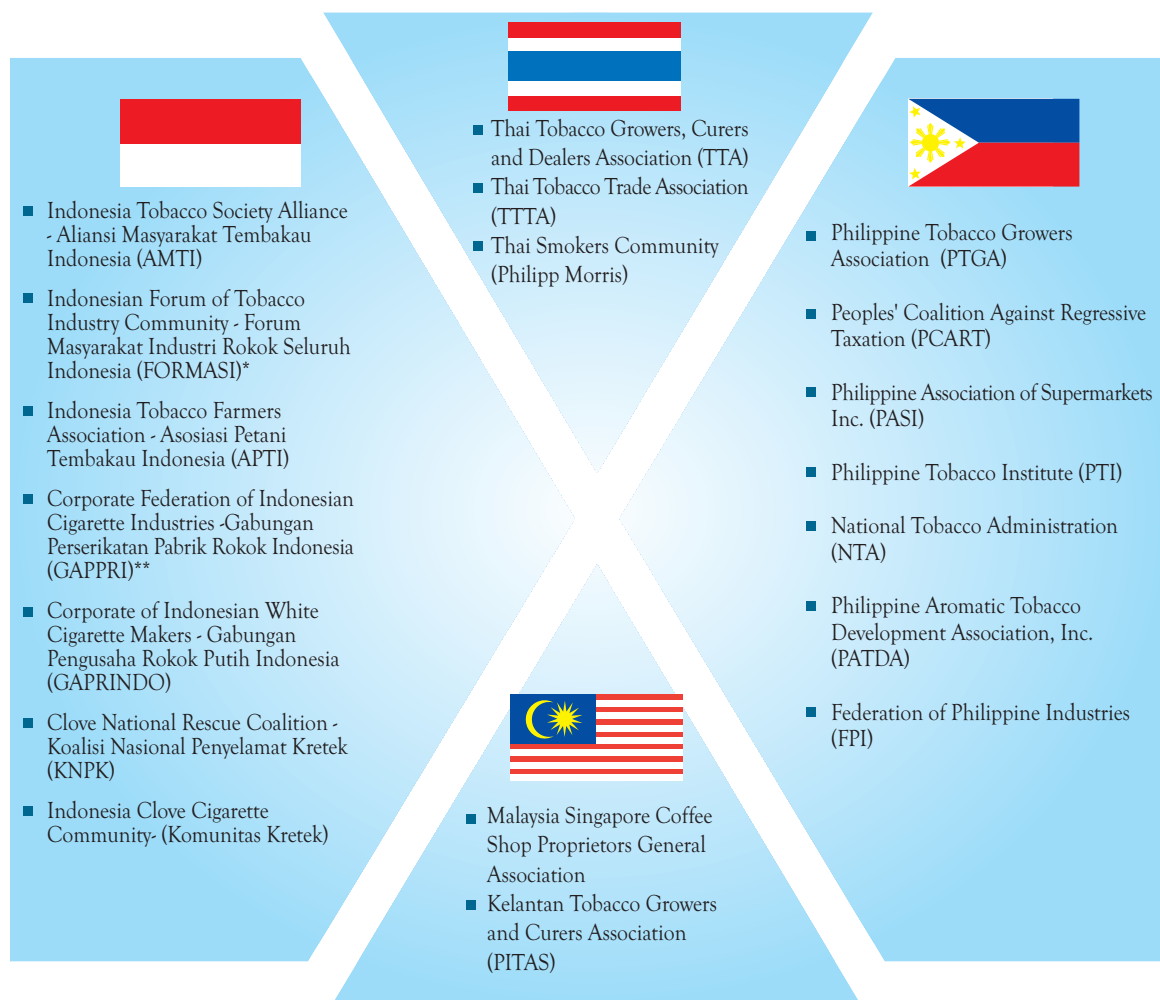 Thai Tobacco Growers, Curers
and Dealers Association (TTA)
Thai Tobacco Trade Association
(TTTA)
Thai Smokers Community
(Philipp Morris)
Indonesia Tobacco Society Alliance
- Aliansi Masyarakat Tembakau
Indonesia (AMTI)
Indonesian Forum of Tobacco
Industry Community - Forum
Masyarakat Industri Rokok Seluruh
Indonesia (FORMASI)*
Indonesia Tobacco Farmers
Association - Asosiasi Petani
Tembakau Indonesia (APTI)
Corporate Federation of Indonesian
Cigarette Industries -Gabungan
Perserikatan Pabrik Rokok Indonesia
(GAPPRI)**
Corporate of Indonesian White
Cigarette Makers - Gabungan
Pengusaha Rokok Putih Indonesia
(GAPRINDO)
Clove National Rescue Coalition -
Koalisi Nasional Penyelamat Kretek
(KNPK)
Indonesia Clove Cigarette
Community- (Komunitas Kretek)
Philippine Tobacco Growers
Association (PTGA)
Peoples' Coalition Against Regressive
Taxation (PCART)
Philippine Association of Supermarkets
Inc. (PASI)
Philippine Tobacco Institute (PTI)
National Tobacco Administration
(NTA)
Philippine Aromatic Tobacco
Development Association, Inc.
(PATDA)
Federation of Philippine Industries
(FPI)
Malaysia Singapore Coffee
Shop Proprietors General
Association
Kelantan Tobacco Growers
and Curers Association
(PITAS)